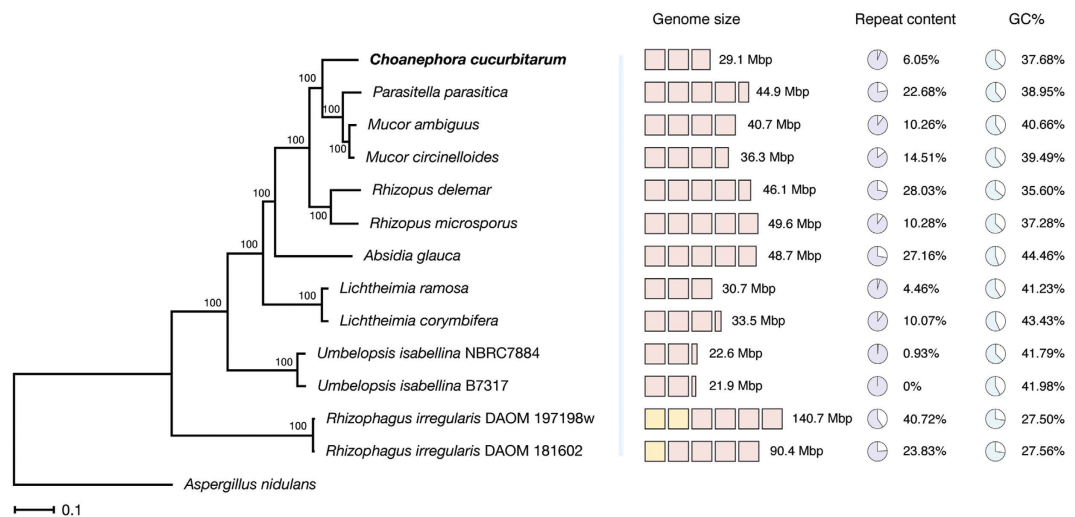 Genome size Repeat content GC%
100 Choanephora cucurbitarum 29.1 Mbp 6.05% 37.68%
100 Parasitella parasitica 44.9 Mbp 22.68% 38.95%
100 Mucor ambiguus 40.7 Mbp 10.26% 40.66%
100 Mucor circinelloides 36.3 Mbp 14.51% 39.49%
100 Rhizopus delemar 46.1 Mbp 28.03% 35.60%
100 Rhizopus microsporus 49.6 Mbp 10.28% 37.28%
100 Absidia glauca 48.7 Mbp 27.16% 44.46%
Lichtheimia ramosa 30.7 Mbp 4.46% 41.23%
100 100 Lichtheimia corymbifera 33.5 Mbp 10.07% 43.43%
Umbelopsis isabellina NBRC7884 22.6 Mbp 0.93% 41.79%
100 Umbelopsis isabellina B7317 21.9 Mbp 0% 41.98%
Rhizophagus irregularis DAOM 197198w 140.7 Mbp 40.72% 27.50%
100 Rhizophagus irregularis DAOM 181602 90.4 Mbp 23.83% 27.56%
Aspergillus nidulans
0.1